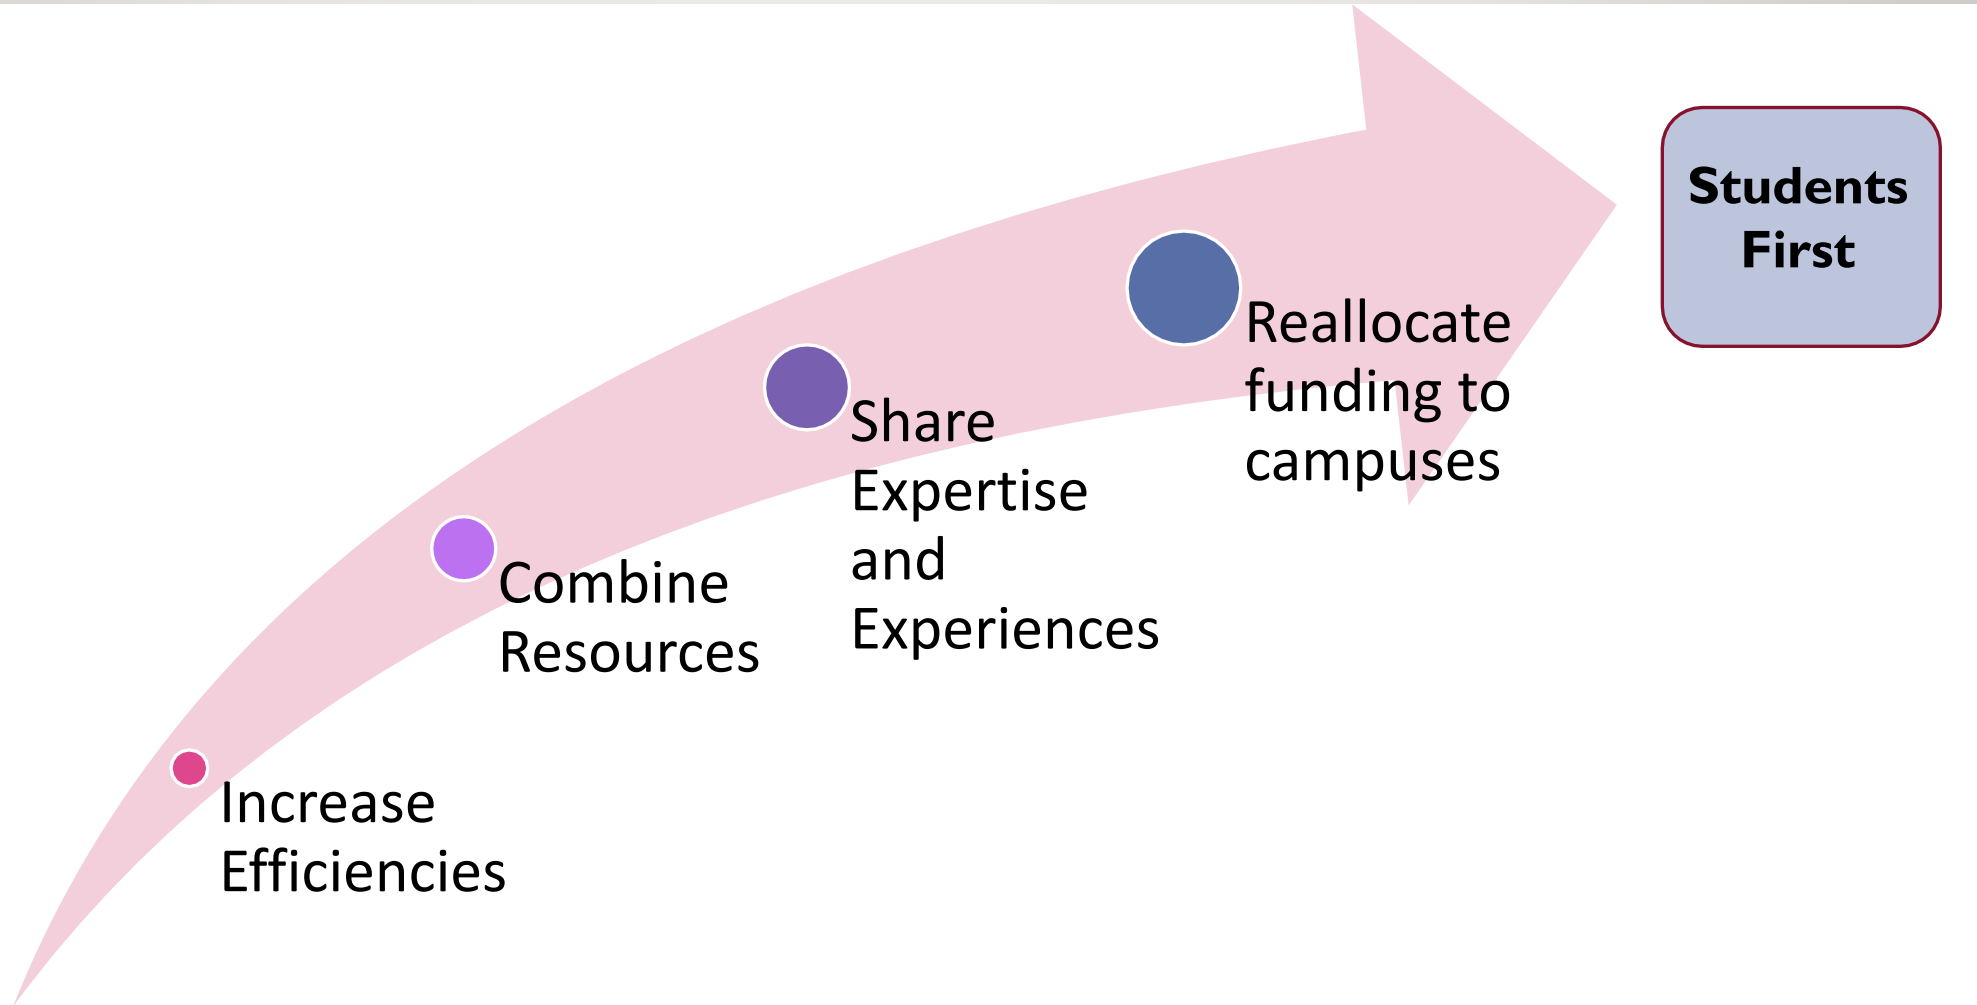 Students
First
Reallocate
funding to
campuses
Share
Expertise
and
Experiences
Combine
Resources
Increase
Efficiencies